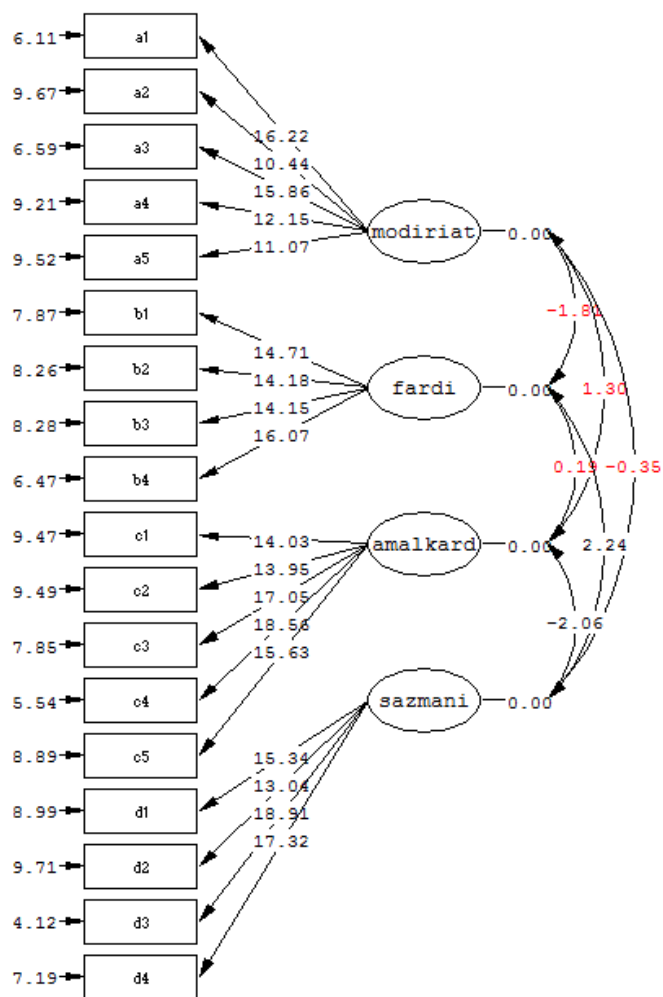 6.11 a1
16.22
9.67 a2
10.44
6.59 a3
15.86
9.21 a4
12.15
modiriat 0.00
9.52 a5
11.07
7.87 b1
-1.81
14.71
8.26 b2
14.18
fardi 0.00 1.30
8.28 b3
14.15
16.07
6.47 b4
0.19 -0.35
9.47 c1
14.03
amalkard 0.00 2.24
9.49 c2
13.95
17.05
7.85 c3
18.56
-2.06
15.63
5.54 c4
sazmani 0.00
8.89 c5
15.34
8.99 d1
13.04
18.91
9.71 d2
17.32
4.12 d3
7.19 d4